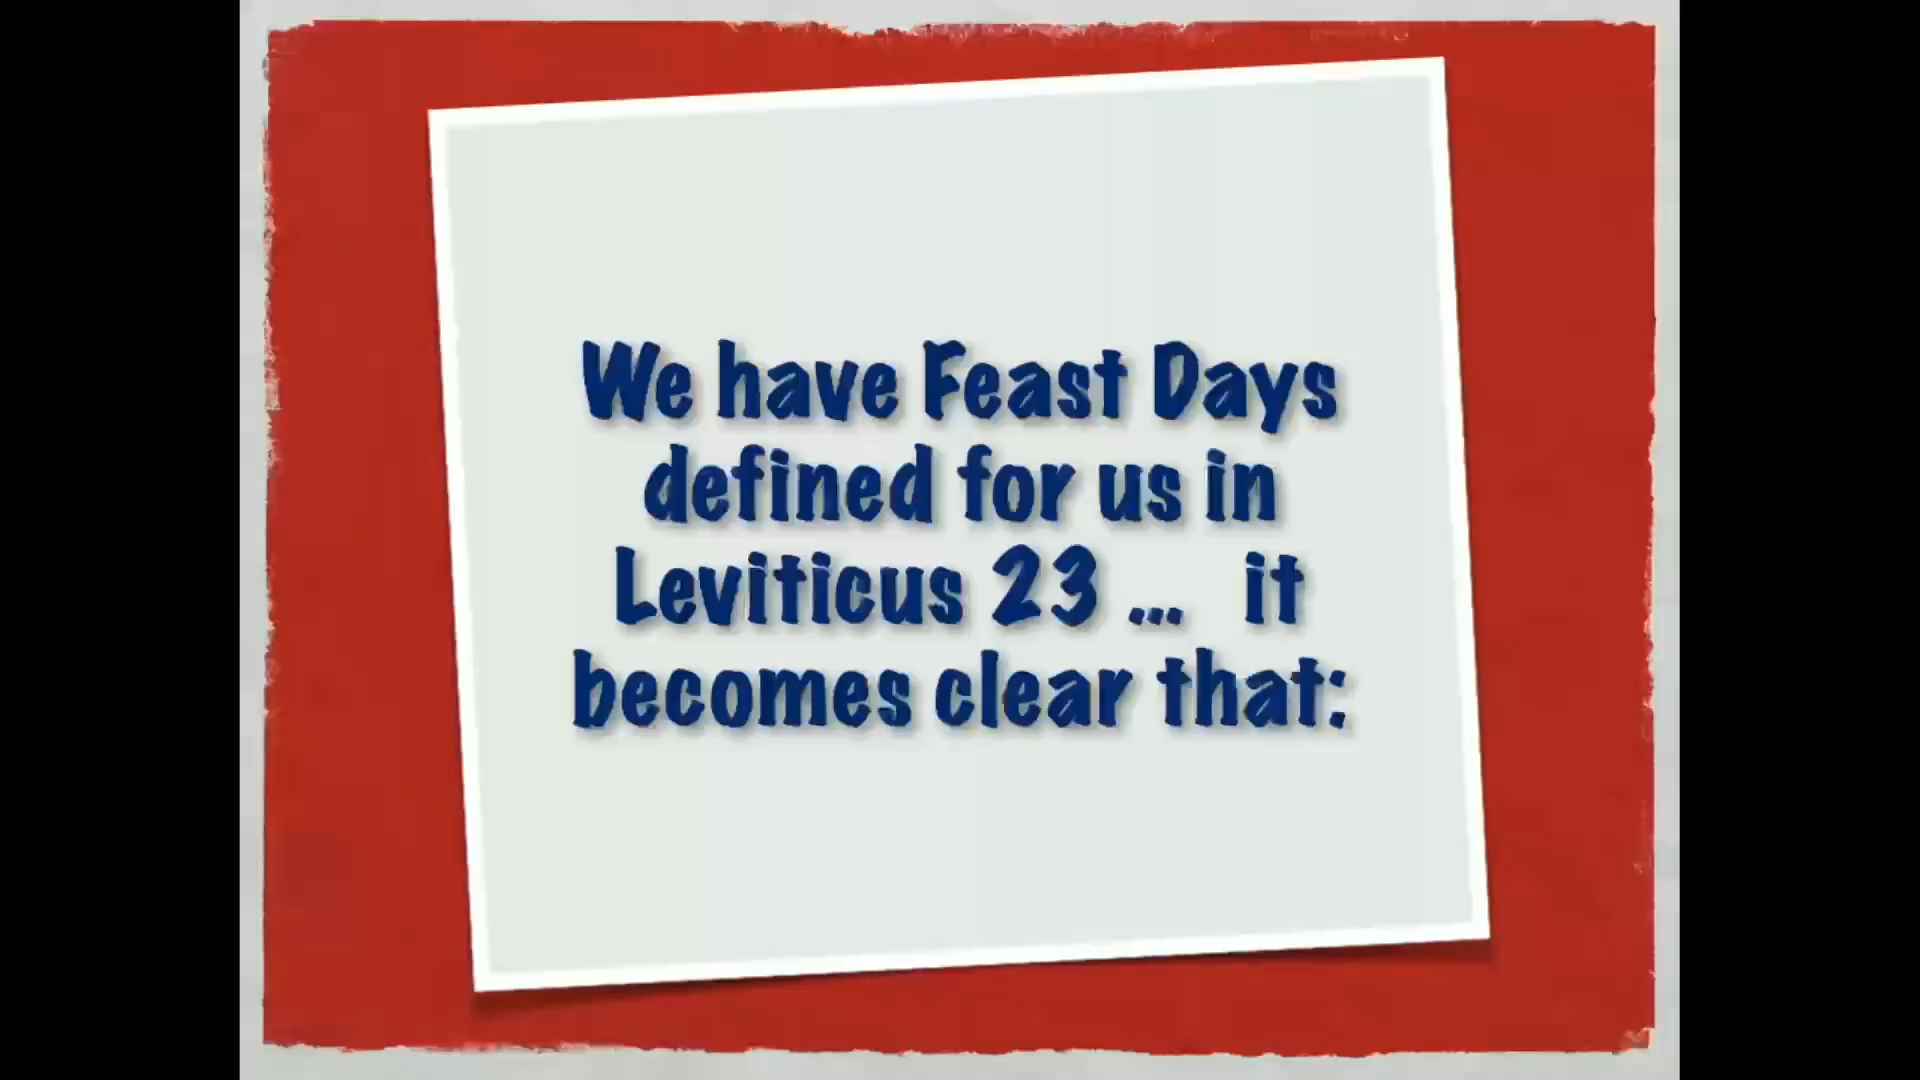 We have Feast Days
defined for us in
Leviticus 23 ... it
becomes clear that: